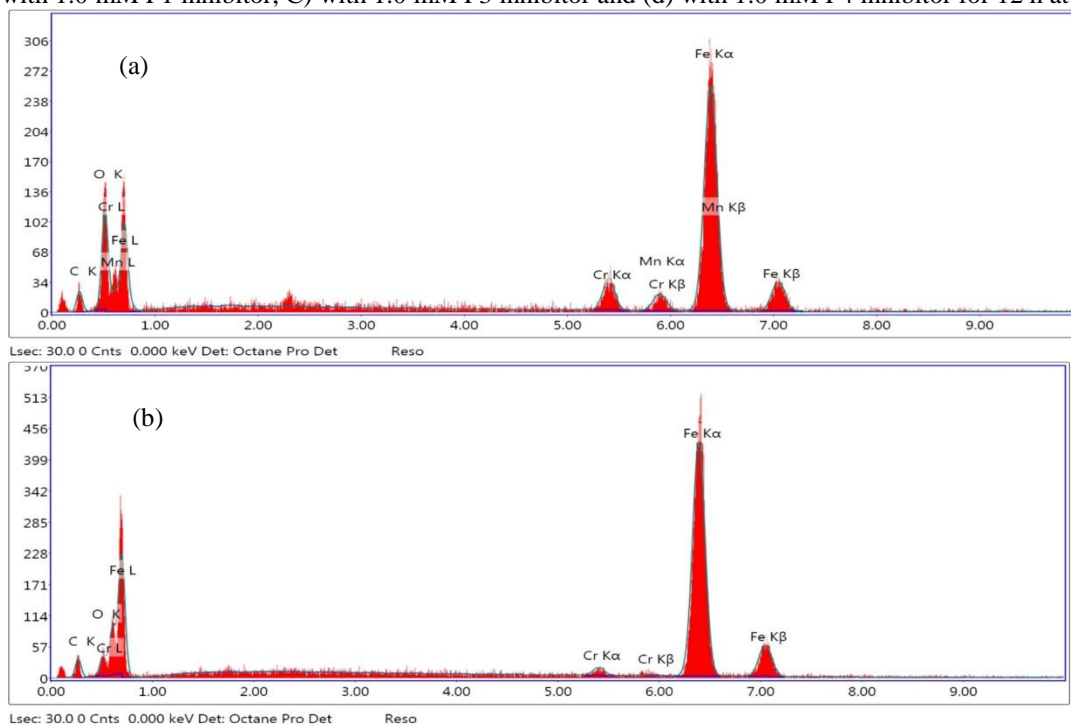 with 1.0 mM P1 inhibitor, C) with 1.0 mM P3 inhibitor and (d) with 1.0 mM P4 inhibitor for 12 h at
(a)
306
272
238
204
170
136
102
68
34
0
C K
O K
Cr L
Fe L
Mn L
Cr Kα
Mn Kα
Cr Kβ
Fe Kα
Mn Kβ
Fe Kβ
0.00 1.00 2.00 3.00 4.00 5.00 6.00 7.00 8.00 9.00
Lsec: 30.0 0 Cnts 0.000 keV Det: Octane Pro Det Reso
(b)
570
513
456
399
342
285
228
171
114
57
0
C K
O K
Cr L
Fe L
Cr Kα
Cr Kβ
Fe Kα
Fe Kβ
0.00 1.00 2.00 3.00 4.00 5.00 6.00 7.00 8.00 9.00
Lsec: 30.0 0 Cnts 0.000 keV Det: Octane Pro Det Reso